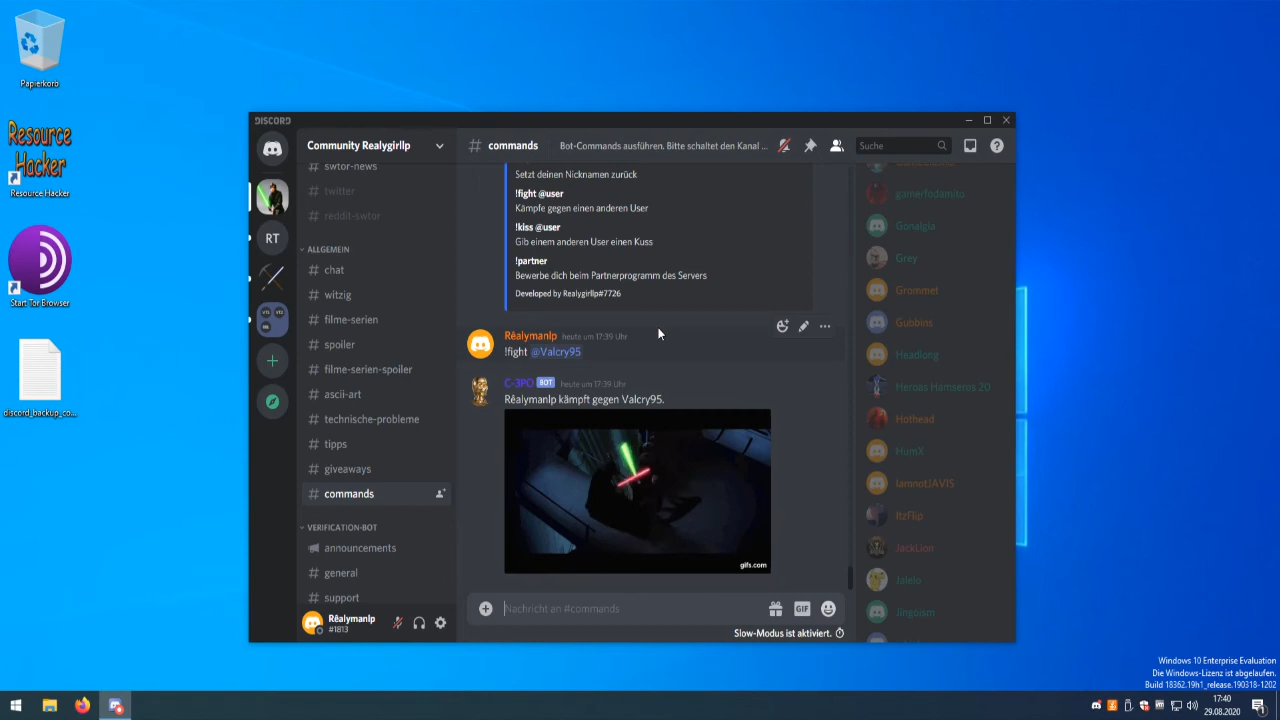 Papierkorb
Resource
Hacker
Resource Hacker
Start Tor Browser
discord_backup_co...
DISCORD
Community Realygirllp
commands
Bot-Commands ausführen. Bitte schaltet den Kanal ...
Suche
swtor-news
twitter
reddit-swtor
ALLGEMEIN
chat
witzig
filme-serien
spoiler
filme-serien-spoiler
ascii-art
technische-probleme
tipps
giveaways
commands
VERIFICATION-BOT
announcements
general
support
RT
Rêalymanlp
#1813
Setzt deinen Nicknamen zurück
!fight @user
Kämpfe gegen einen anderen User
!kiss @user
Gib einem anderen User einen Kuss
!partner
Bewerbe dich beim Partnerprogramm des Servers
Developed by Realygirllp#7726
Rêalymanlp heute um 17:39 Uhr
!fight @Valcry95
C-3PO BOT heute um 17:39 Uhr
Rêalymanlp kämpft gegen Valcry95.
gifs.com
Nachricht an #commands
GIF
Slow-Modus ist aktiviert.
gamerfodamito
Gonalgia
Grey
Grommet
Gubbins
Headlong
Heroes Hamseros 20
Hothead
HumX
IamnotJAVIS
ItzFlip
JackLion
Jalelo
Jingoism
Windows 10 Enterprise Evaluation
Die Windows-Lizenz ist abgelaufen.
Build 18362.19h1_release.190318-1202
17:40
29.08.2020